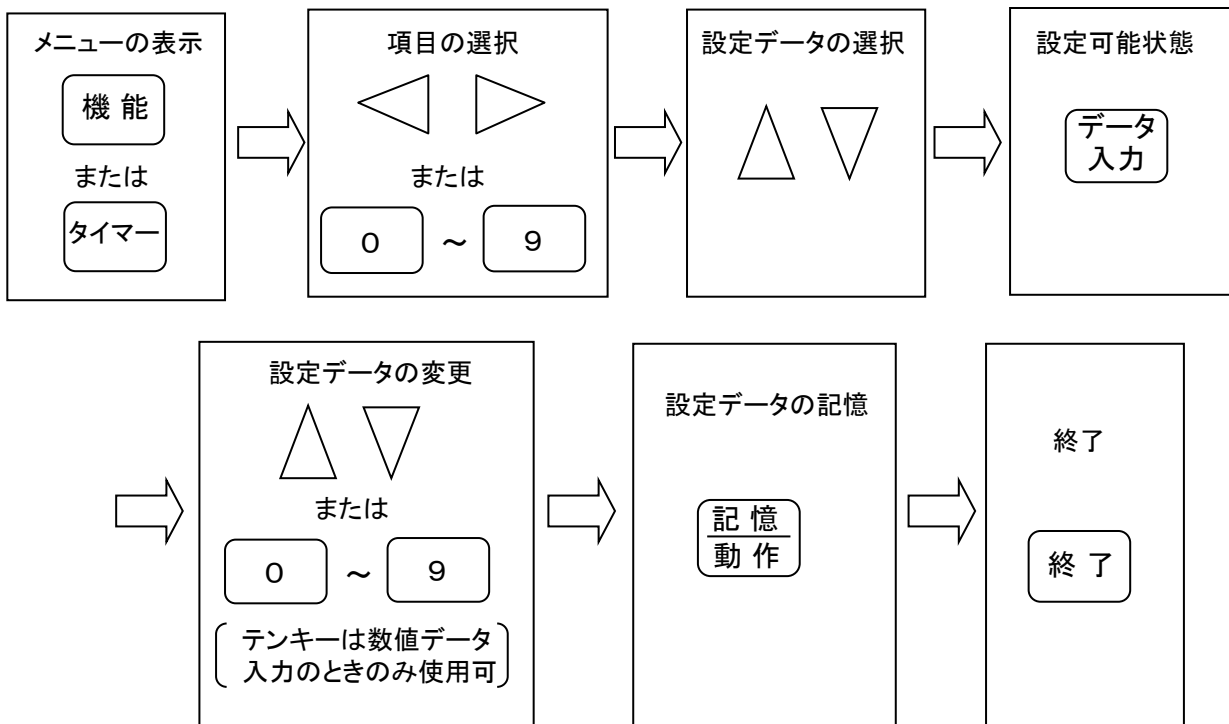 メニューの表示
機 能
または
タイマー
項目の選択
または
0 ～ 9
設定データの選択
設定可能状態
データ
入力
設定データの変更
または
0 ～ 9
テンキーは数値データ
入力のときのみ使用可
設定データの記憶
記 憶
動 作
終了
終 了